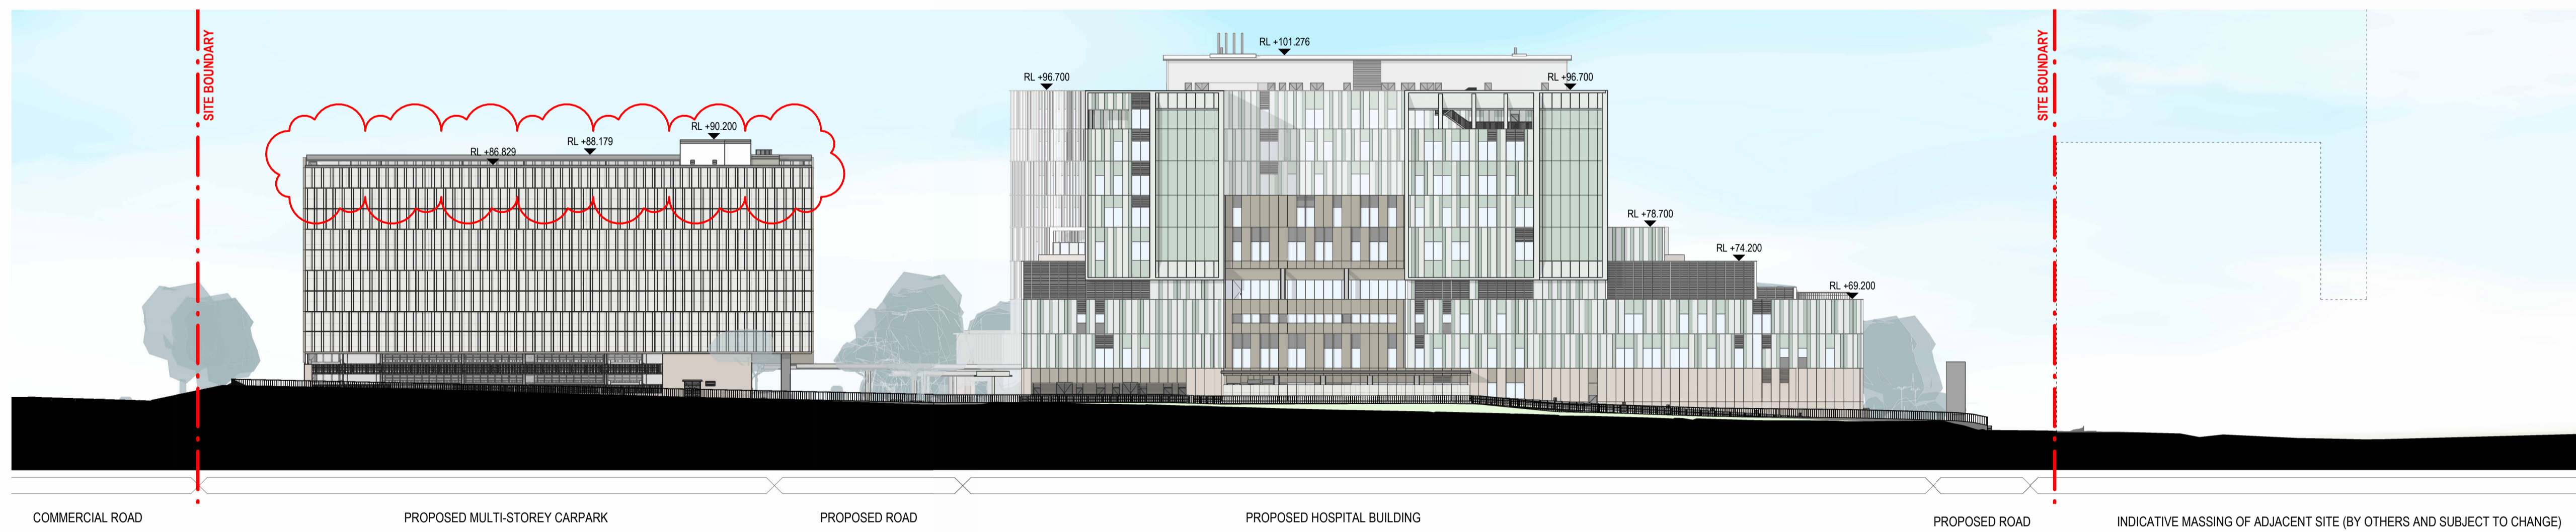 SITE BOUNDARY
RL +86.829
RL +88.179
RL +90.200
RL +96.700
RL +101.276
RL +96.700
RL +78.700
RL +74.200
RL +69.200
SITE BOUNDARY
COMMERCIAL ROAD
PROPOSED MULTI-STOREY CARPARK
PROPOSED ROAD
PROPOSED HOSPITAL BUILDING
PROPOSED ROAD
INDICATIVE MASSING OF ADJACENT SITE (BY OTHERS AND SUBJECT TO CHANGE)